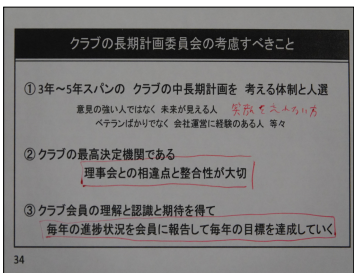 クラブの長期計画委員会の考慮すべきこと
① 3年~5年スパンの クラブの中長期計画を 考える体制と人選
意見の強い人ではなく 未来が見える人
ベテランばかりでなく 会社運営に経験のある人 等々
② クラブの最高決定機関である
理事会との相違点と整合性が大切
③ クラブ会員の理解と認識と期待を得て
毎年の進捗状況を会員に報告して毎年の目標を達成していく
34